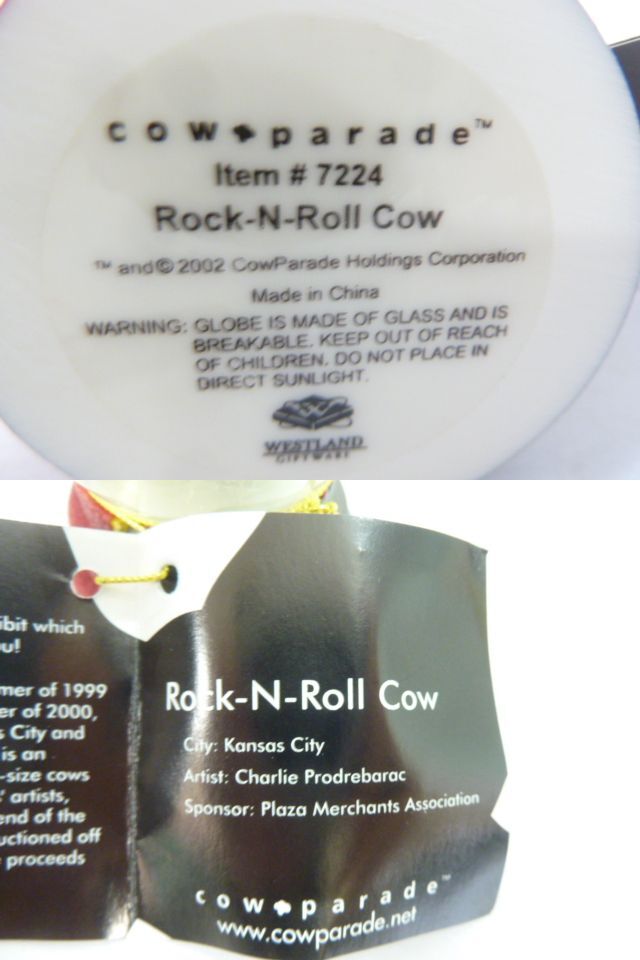 cow parade™
Item # 7224
Rock-N-Roll Cow
™ and © 2002 CowParade Holdings Corporation
Made in China
WARNING: GLOBE IS MADE OF GLASS AND IS
BREAKABLE. KEEP OUT OF REACH
OF CHILDREN. DO NOT PLACE IN
DIRECT SUNLIGHT.
WESTLAND
GIFTWARE
ibit which
u!
mer of 1999
er of 2000,
s City and
is an
-size cows
' artists,
end of the
uctioned off
proceeds
Rock-N-Roll Cow
City: Kansas City
Artist: Charlie Prodrebarac
Sponsor: Plaza Merchants Association
cow parade™
www.cowparade.net